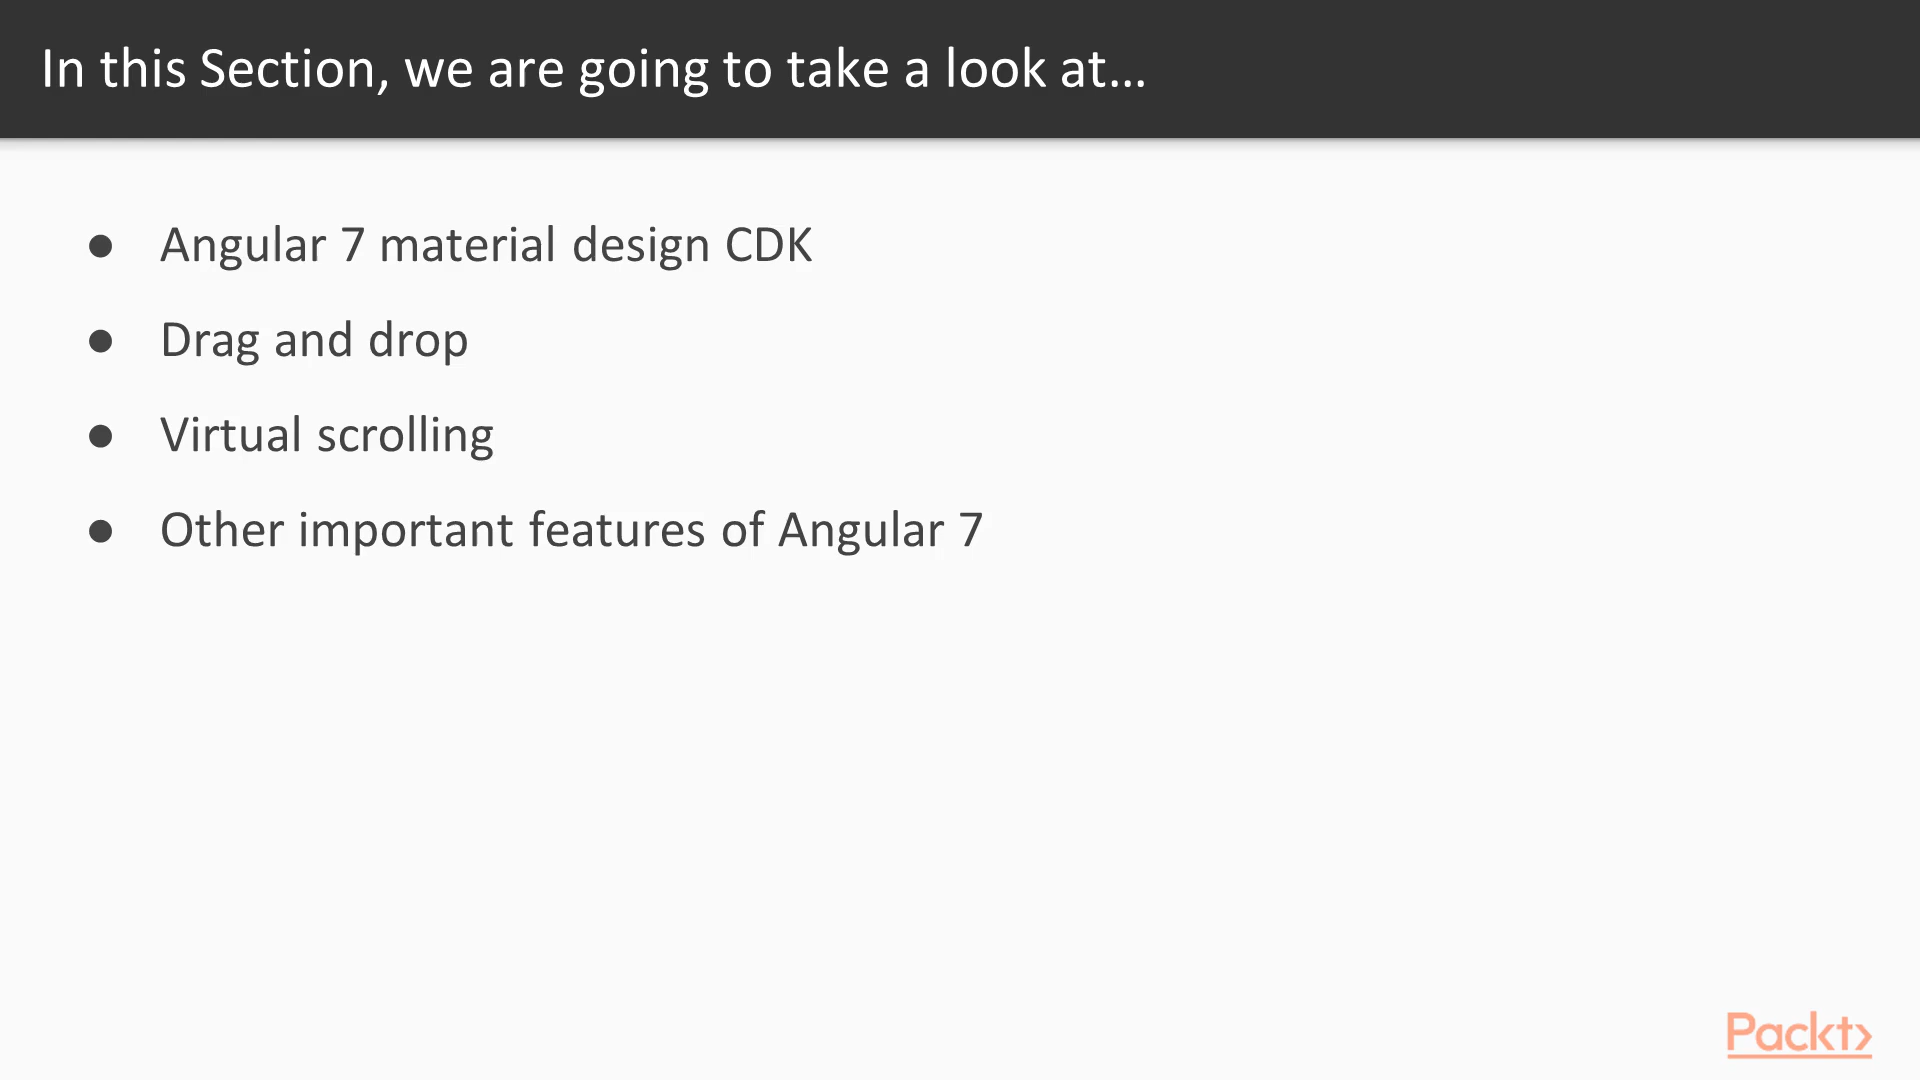 In this Section, we are going to take a look at...
● Angular 7 material design CDK
● Drag and drop
● Virtual scrolling
● Other important features of Angular 7
Packt>